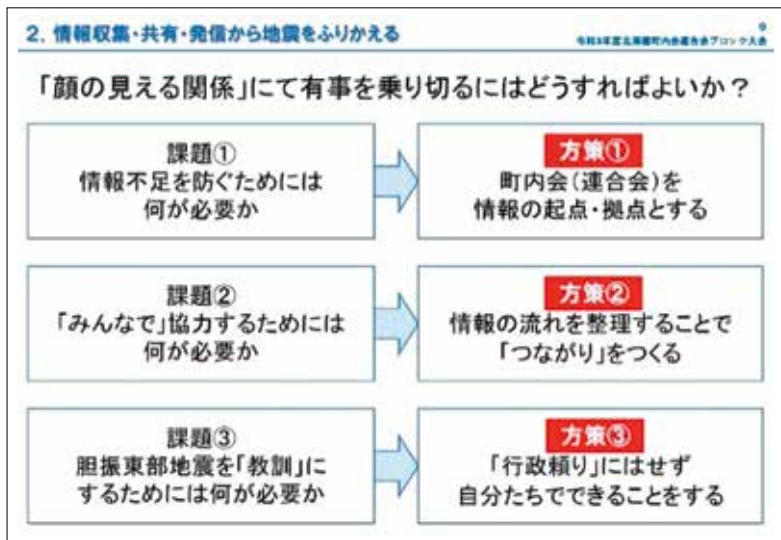 2．情報収集・共有・発信から地震をふりかえる
令和3年度北海道町内会連合会ブロック大会
「顔の見える関係」にて有事を乗り切るにはどうすればよいか？
課題①
情報不足を防ぐためには
何が必要か
方策①
町内会（連合会）を
情報の起点・拠点とする
課題②
「みんなで」協力するためには
何が必要か
方策②
情報の流れを整理することで
「つながり」をつくる
課題③
胆振東部地震を「教訓」に
するためには何が必要か
方策③
「行政頼り」にはせず
自分たちでできることをする